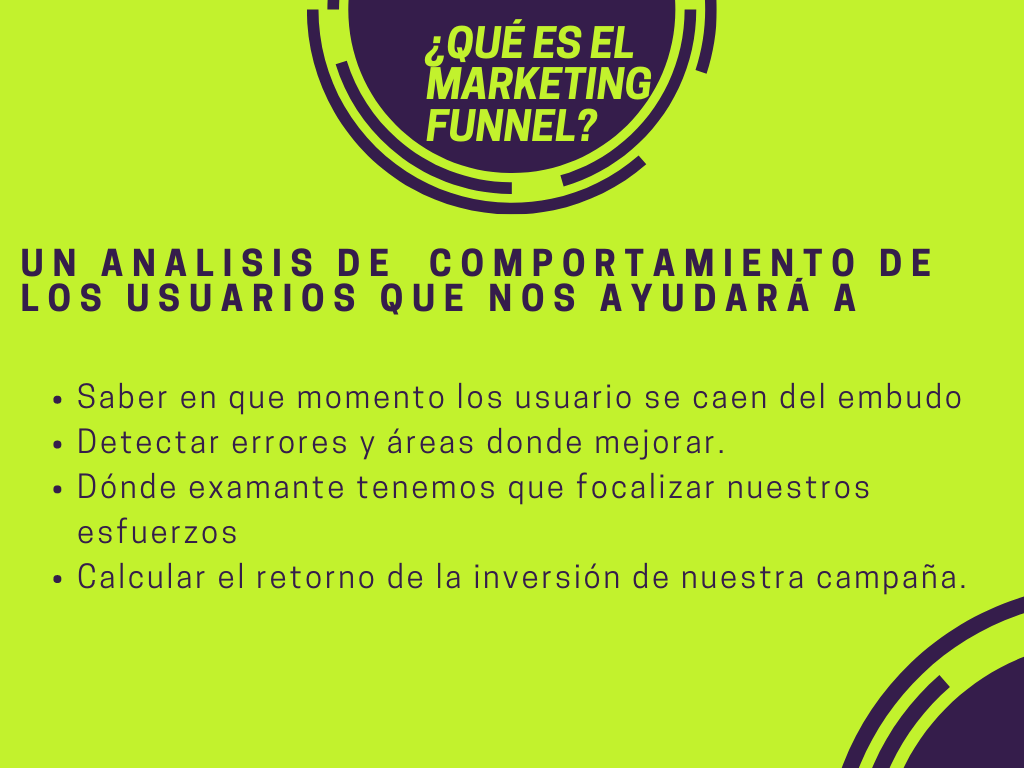 ¿QUÉ ES EL
MARKETING
FUNNEL?
UN ANALISIS DE COMPORTAMIENTO DE
LOS USUARIOS QUE NOS AYUDARÁ A
• Saber en que momento los usuario se caen del embudo
• Detectar errores y áreas donde mejorar.
• Dónde examante tenemos que focalizar nuestros
esfuerzos
• Calcular el retorno de la inversión de nuestra campaña.